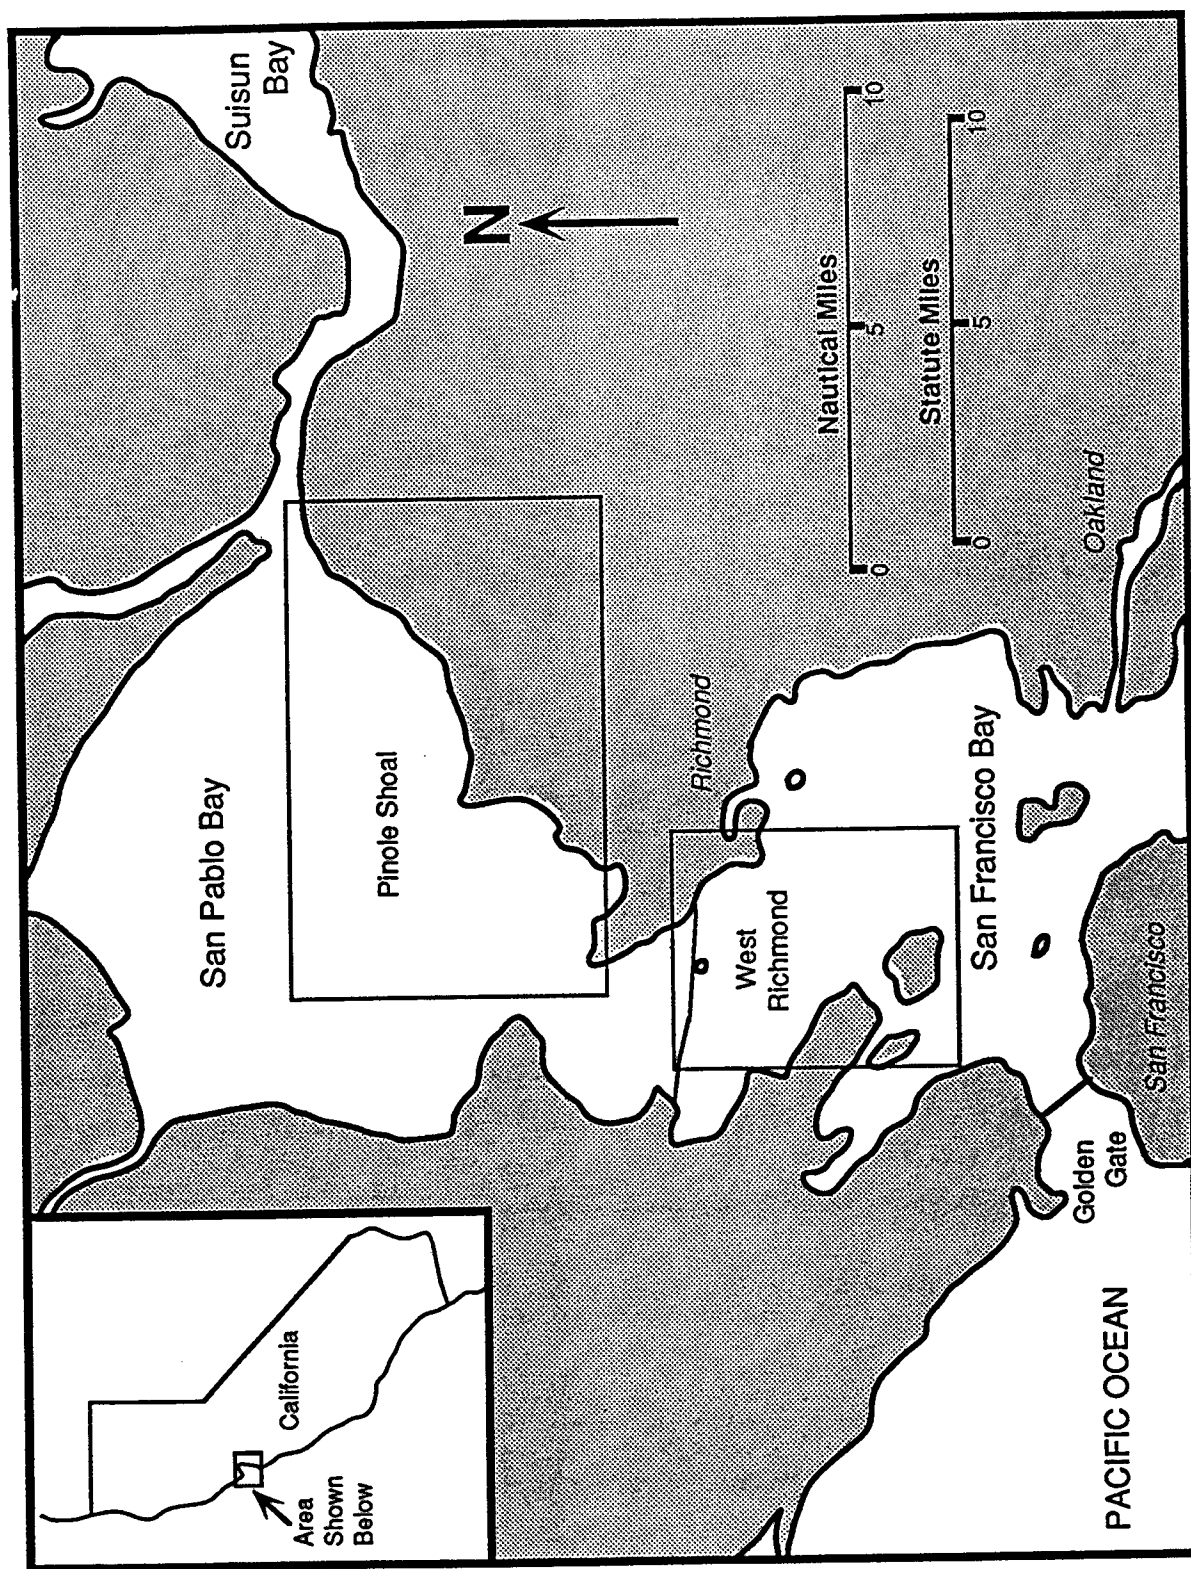 California
Area
Shown
Below
Suisun
Bay
San Pablo Bay
Pinole Shoal
N
Richmond
West
Richmond
Nautical Miles
0
5
10
Statute Miles
0
5
10
Oakland
San Francisco Bay
San Francisco
Golden
Gate
PACIFIC OCEAN